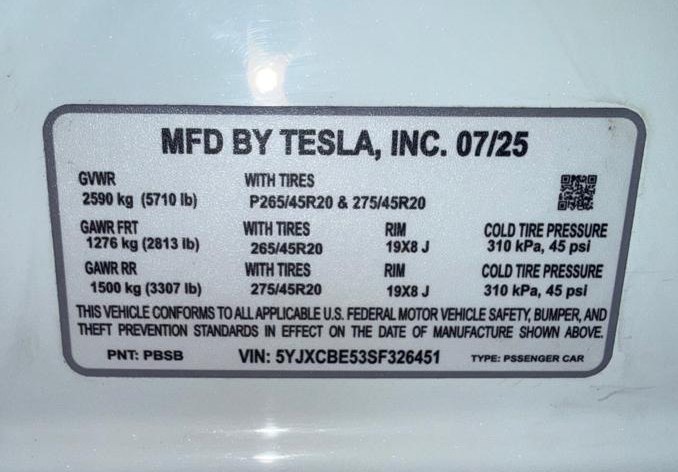 MFD BY TESLA, INC. 07/25
GVWR WITH TIRES
2590 kg (5710 lb) P265/45R20 & 275/45R20
GAWR FRT WITH TIRES RIM COLD TIRE PRESSURE
1276 kg (2813 lb) 265/45R20 19X8 J 310 kPa, 45 psi
GAWR RR WITH TIRES RIM COLD TIRE PRESSURE
1500 kg (3307 lb) 275/45R20 19X8 J 310 kPa, 45 psi
THIS VEHICLE CONFORMS TO ALL APPLICABLE U.S. FEDERAL MOTOR VEHICLE SAFETY, BUMPER, AND
THEFT PREVENTION STANDARDS IN EFFECT ON THE DATE OF MANUFACTURE SHOWN ABOVE.
PNT: PBSB VIN: 5YJXCBE53SF326451 TYPE: PSSENGER CAR